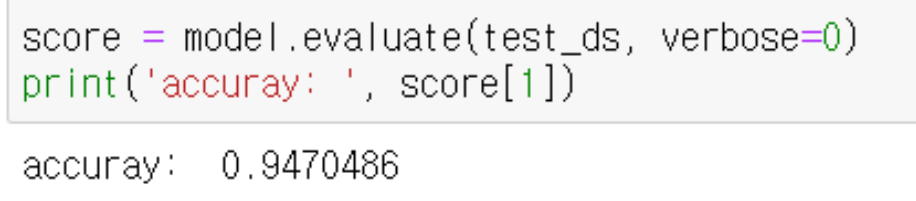 score = model.evaluate(test_ds, verbose=0)
print('accuray: ', score[1])
accuray:  0.9470486